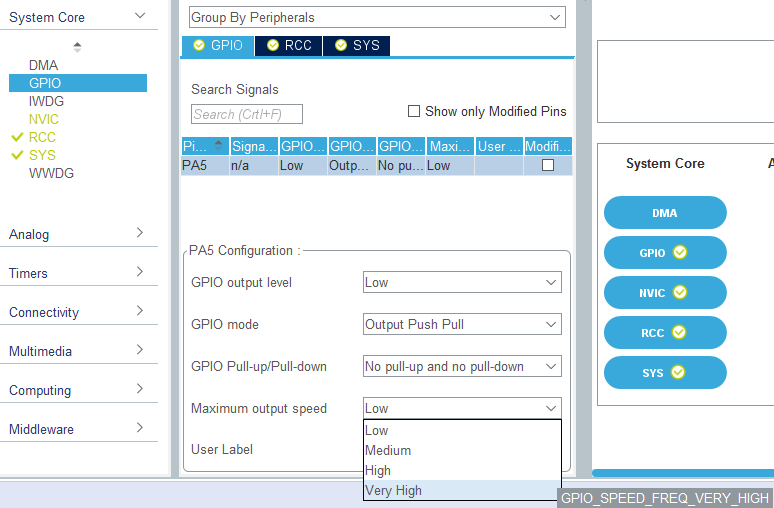 System Core
DMA
GPIO
IWDG
NVIC
RCC
SYS
WWDG
Analog
Timers
Connectivity
Multimedia
Computing
Middleware
Group By Peripherals
GPIO RCC SYS
Search Signals
Search (CrtI+F)
Show only Modified Pins
Pi... Signa... GPIO... GPIO... GPIO... Maxi... User ... Modifi...
PA5 n/a Low Outp... No pu... Low
PA5 Configuration :
GPIO output level Low
GPIO mode Output Push Pull
GPIO Pull-up/Pull-down No pull-up and no pull-down
Maximum output speed Low
User Label
Low
Medium
High
Very High
GPIO_SPEED_FREQ_VERY_HIGH
System Core A
DMA
GPIO
NVIC
RCC
SYS